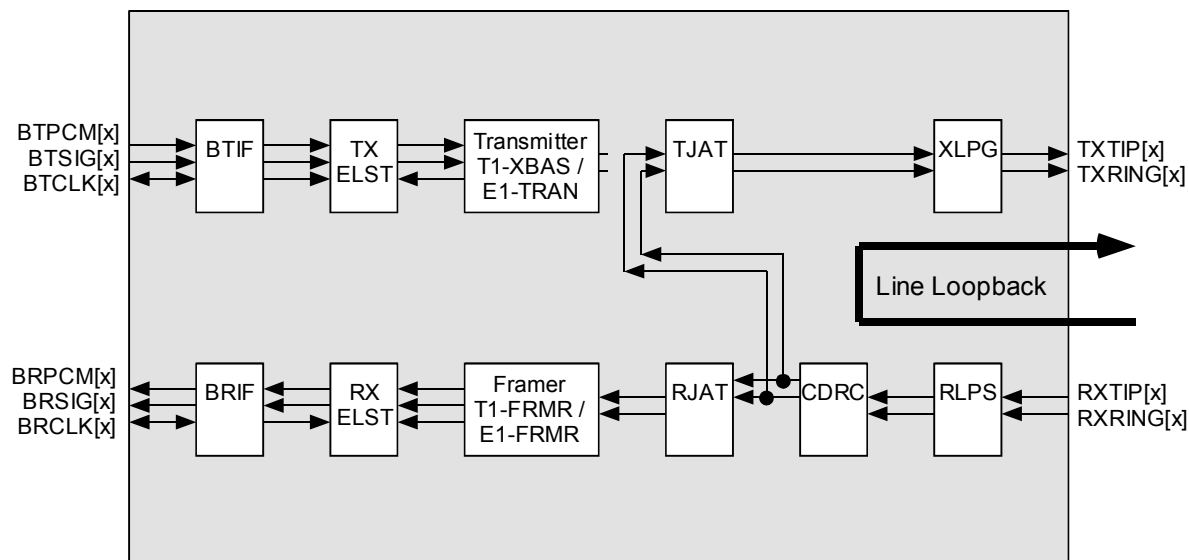 BTPCM[x]
BTSIG[x]
BTCLK[x]
BTIF
TX
ELST
Transmitter
T1-XBAS /
E1-TRAN
TJAT
XLPG
TXTIP[x]
TXRING[x]
Line Loopback
BRPCM[x]
BRSIG[x]
BRCLK[x]
BRIF
RX
ELST
Framer
T1-FRMR /
E1-FRMR
RJAT
CDRC
RLPS
RXTIP[x]
RXRING[x]